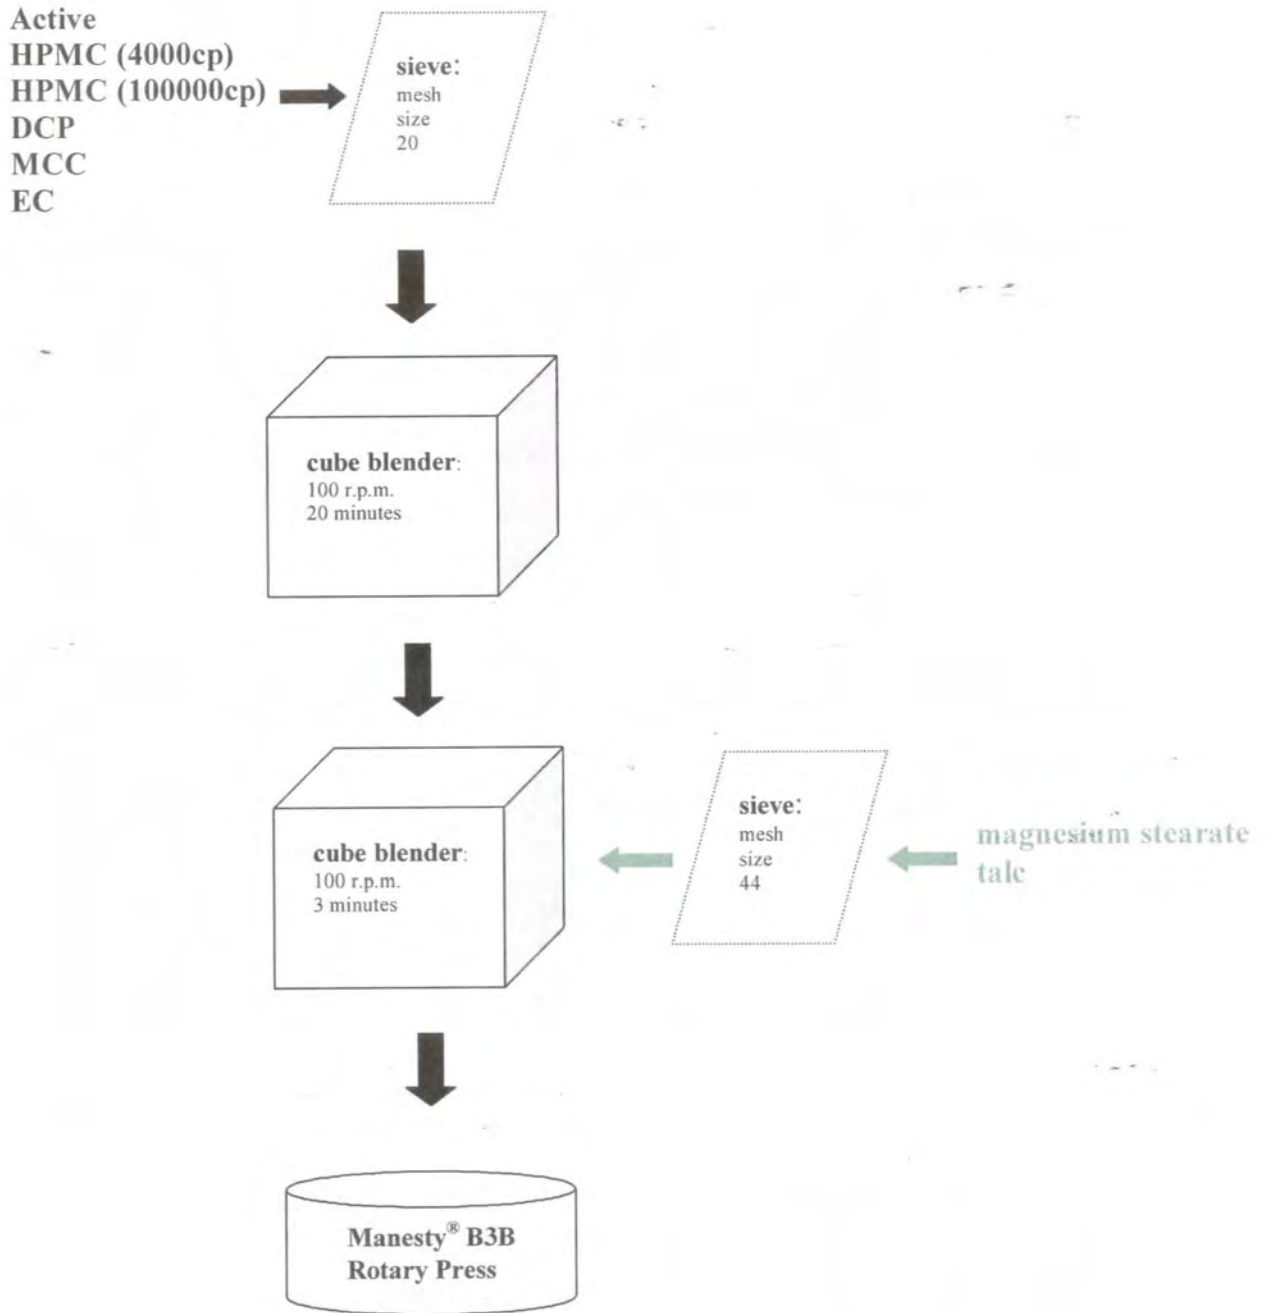 Active
HPMC (4000cp)
HPMC (100000cp)
DCP
MCC
EC
sieve:
mesh
size
20
cube blender:
100 r.p.m.
20 minutes
cube blender:
100 r.p.m.
3 minutes
sieve:
mesh
size
44
magnesium stearate
talc
Manesty® B3B
Rotary Press